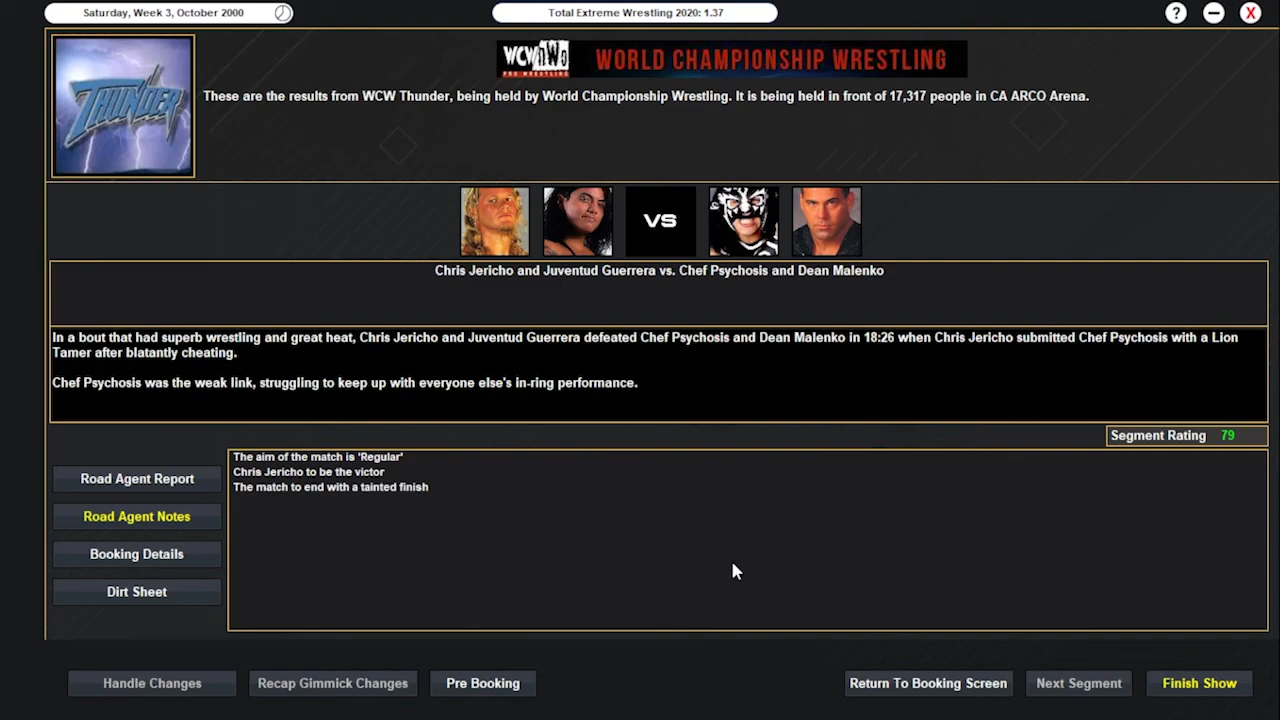 Saturday, Week 3, October 2000
Total Extreme Wrestling 2020: 1.37
? X
THUNDER
WCW/nWo
PRO WRESTLING
WORLD CHAMPIONSHIP WRESTLING
These are the results from WCW Thunder, being held by World Championship Wrestling. It is being held in front of 17,317 people in CA ARCO Arena.
VS
Chris Jericho and Juventud Guerrera vs. Chef Psychosis and Dean Malenko
In a bout that had superb wrestling and great heat, Chris Jericho and Juventud Guerrera defeated Chef Psychosis and Dean Malenko in 18:26 when Chris Jericho submitted Chef Psychosis with a Lion
Tamer after blatantly cheating.
Chef Psychosis was the weak link, struggling to keep up with everyone else's in-ring performance.
Segment Rating 79
Road Agent Report
Road Agent Notes
Booking Details
Dirt Sheet
The aim of the match is 'Regular'
Chris Jericho to be the victor
The match to end with a tainted finish
Handle Changes
Recap Gimmick Changes
Pre Booking
Return To Booking Screen
Next Segment
Finish Show